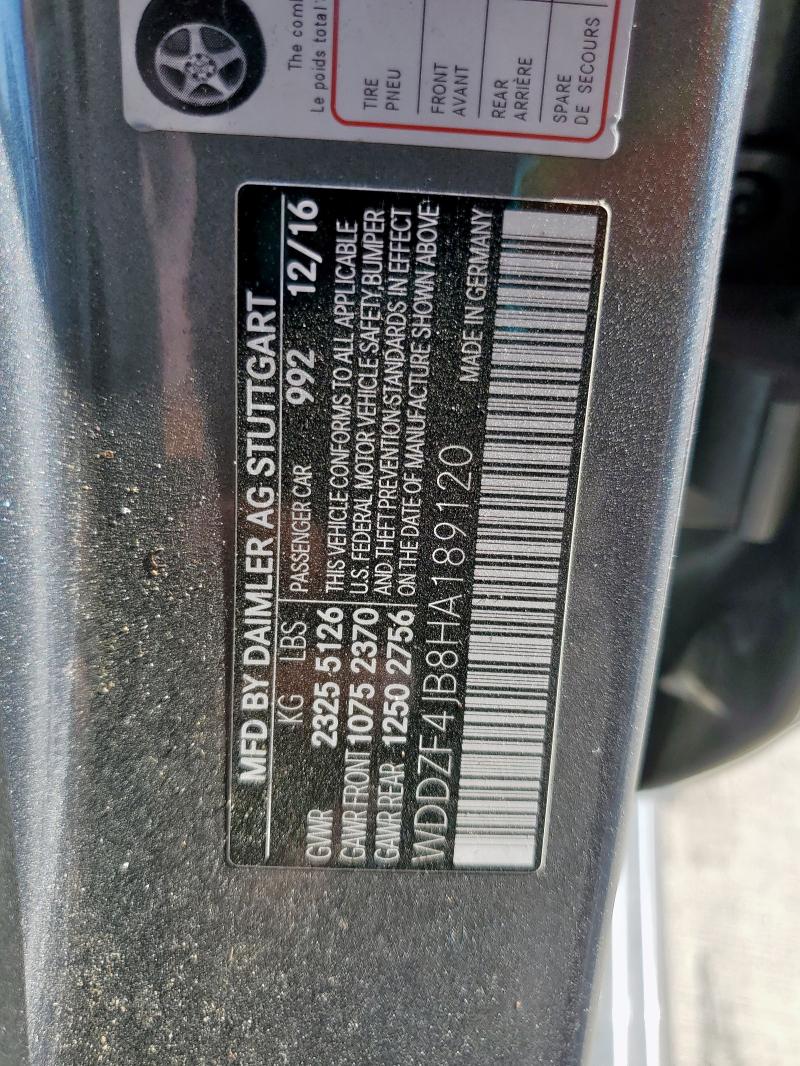 The comb
Le poids total
TIRE
PNEU
FRONT
AVANT
REAR
ARRIÈRE
SPARE
DE SECOURS
MFD BY DAIMLER AG STUTTGART
KG LBS PASSENGER CAR 992 12/16
GVWR 2325 5126
GAWR FRONT 1075 2370
GAWR REAR 1250 2756
THIS VEHICLE CONFORMS TO ALL APPLICABLE
U.S. FEDERAL MOTOR VEHICLE SAFETY, BUMPER
AND THEFT PREVENTION STANDARDS IN EFFECT
ON THE DATE OF MANUFACTURE SHOWN ABOVE
WDDZF4JB8HA189120 MADE IN GERMANY